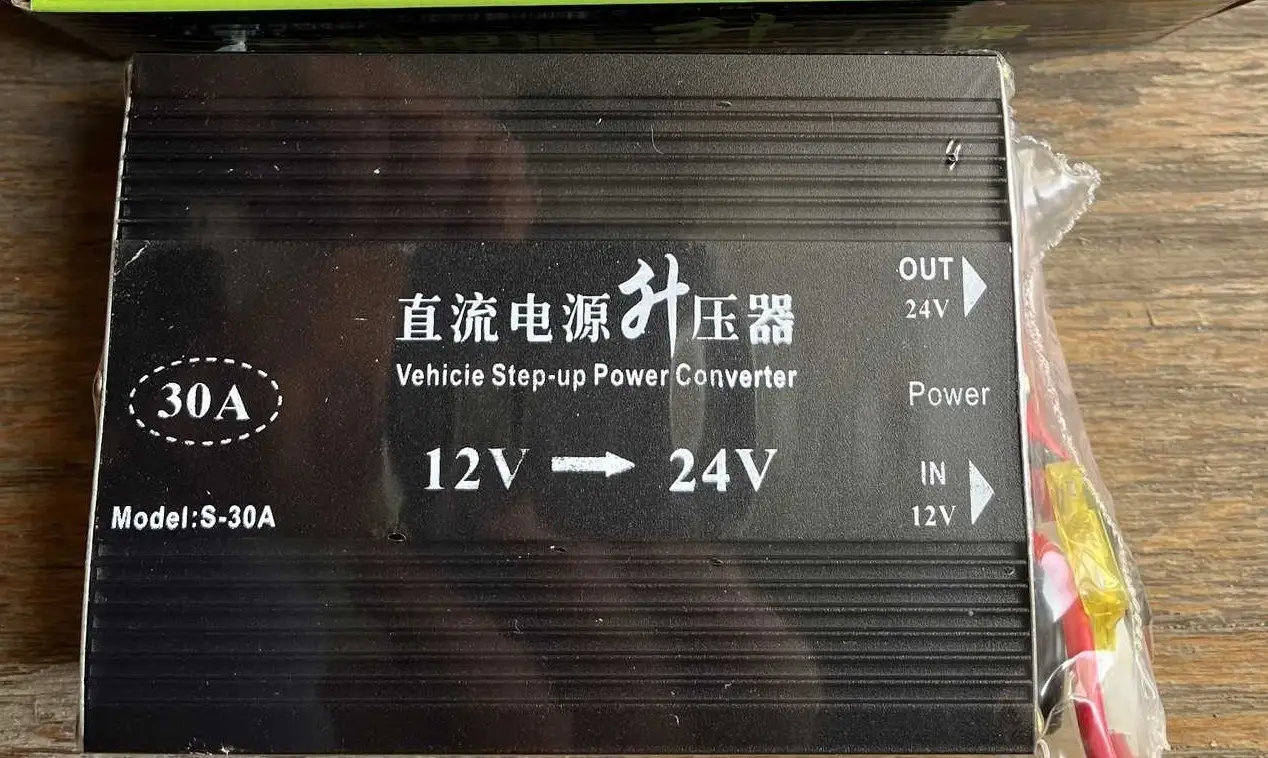 直流电源升压器
Vehicie Step-up Power Converter
12V → 24V
30A
Model:S-30A
OUT
24V
Power
IN
12V